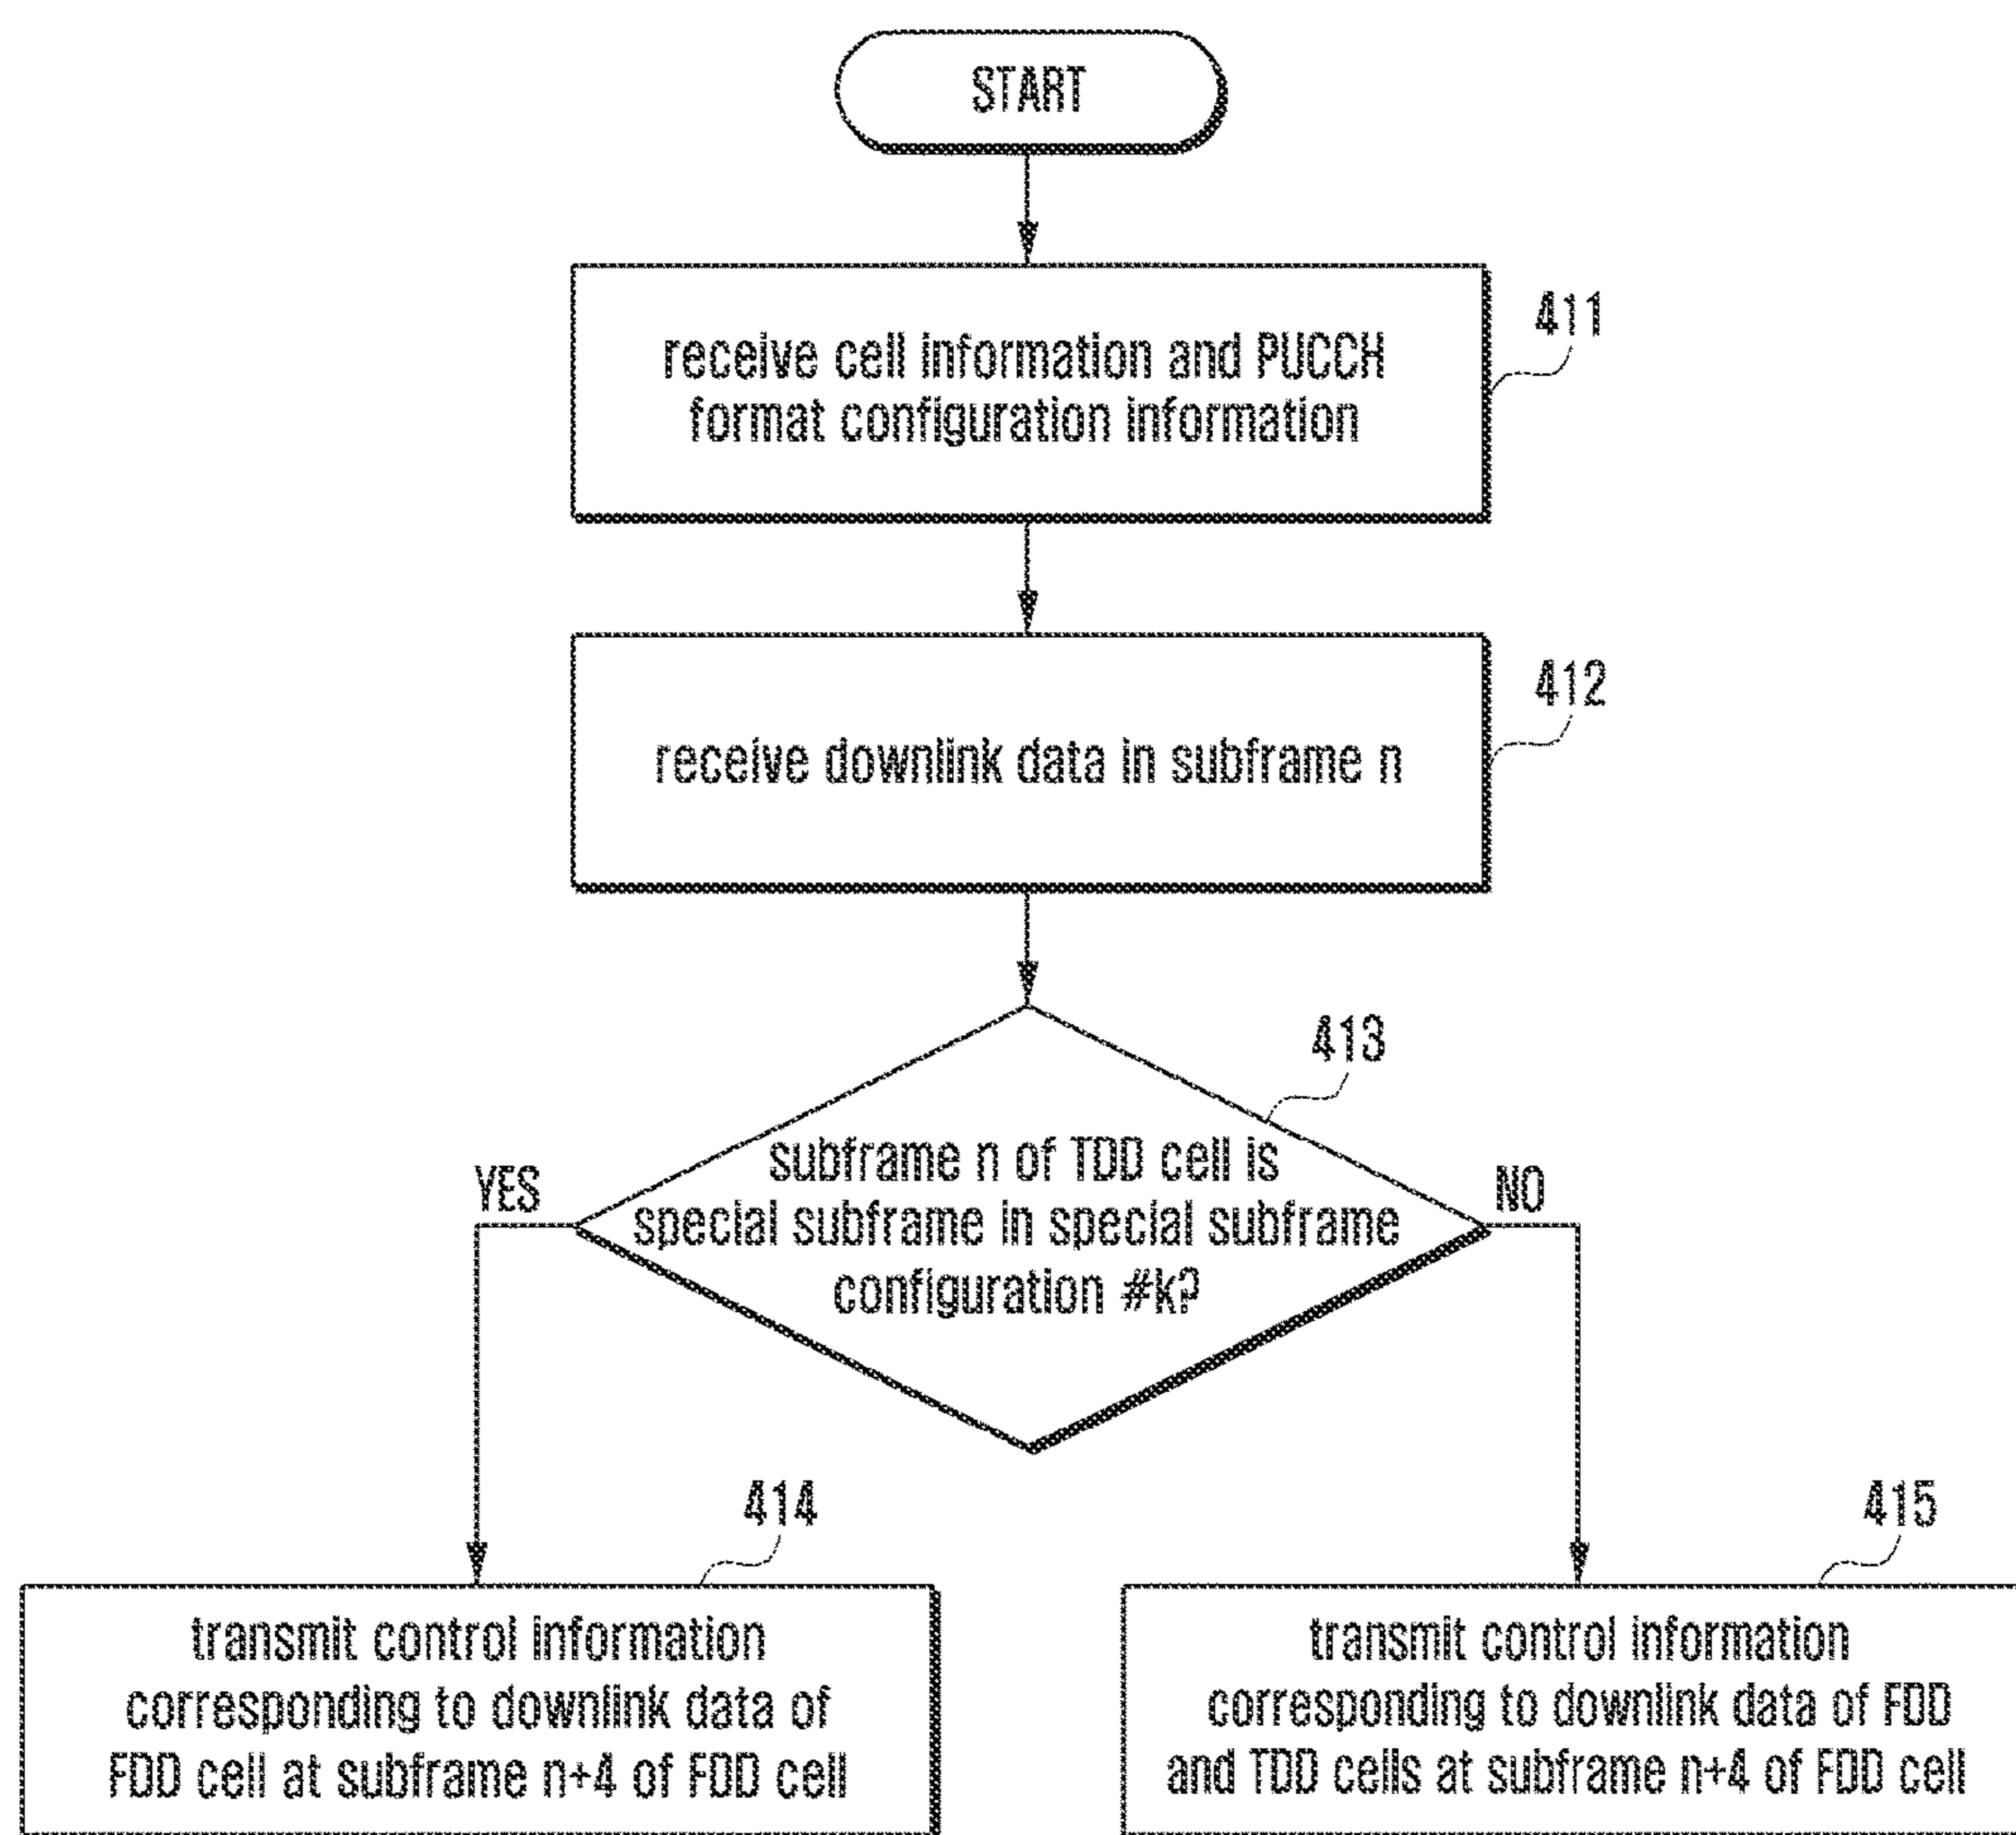 START
411
receive cell information and PUCCH
format configuration information
412
receive downlink data in subframe n
413
subframe n of TDD cell is
special subframe in special subframe
configuration #k?
YES
NO
414
transmit control information
corresponding to downlink data of
FDD cell at subframe n+4 of FDD cell
415
transmit control information
corresponding to downlink data of FDD
and TDD cells at subframe n+4 of FDD cell